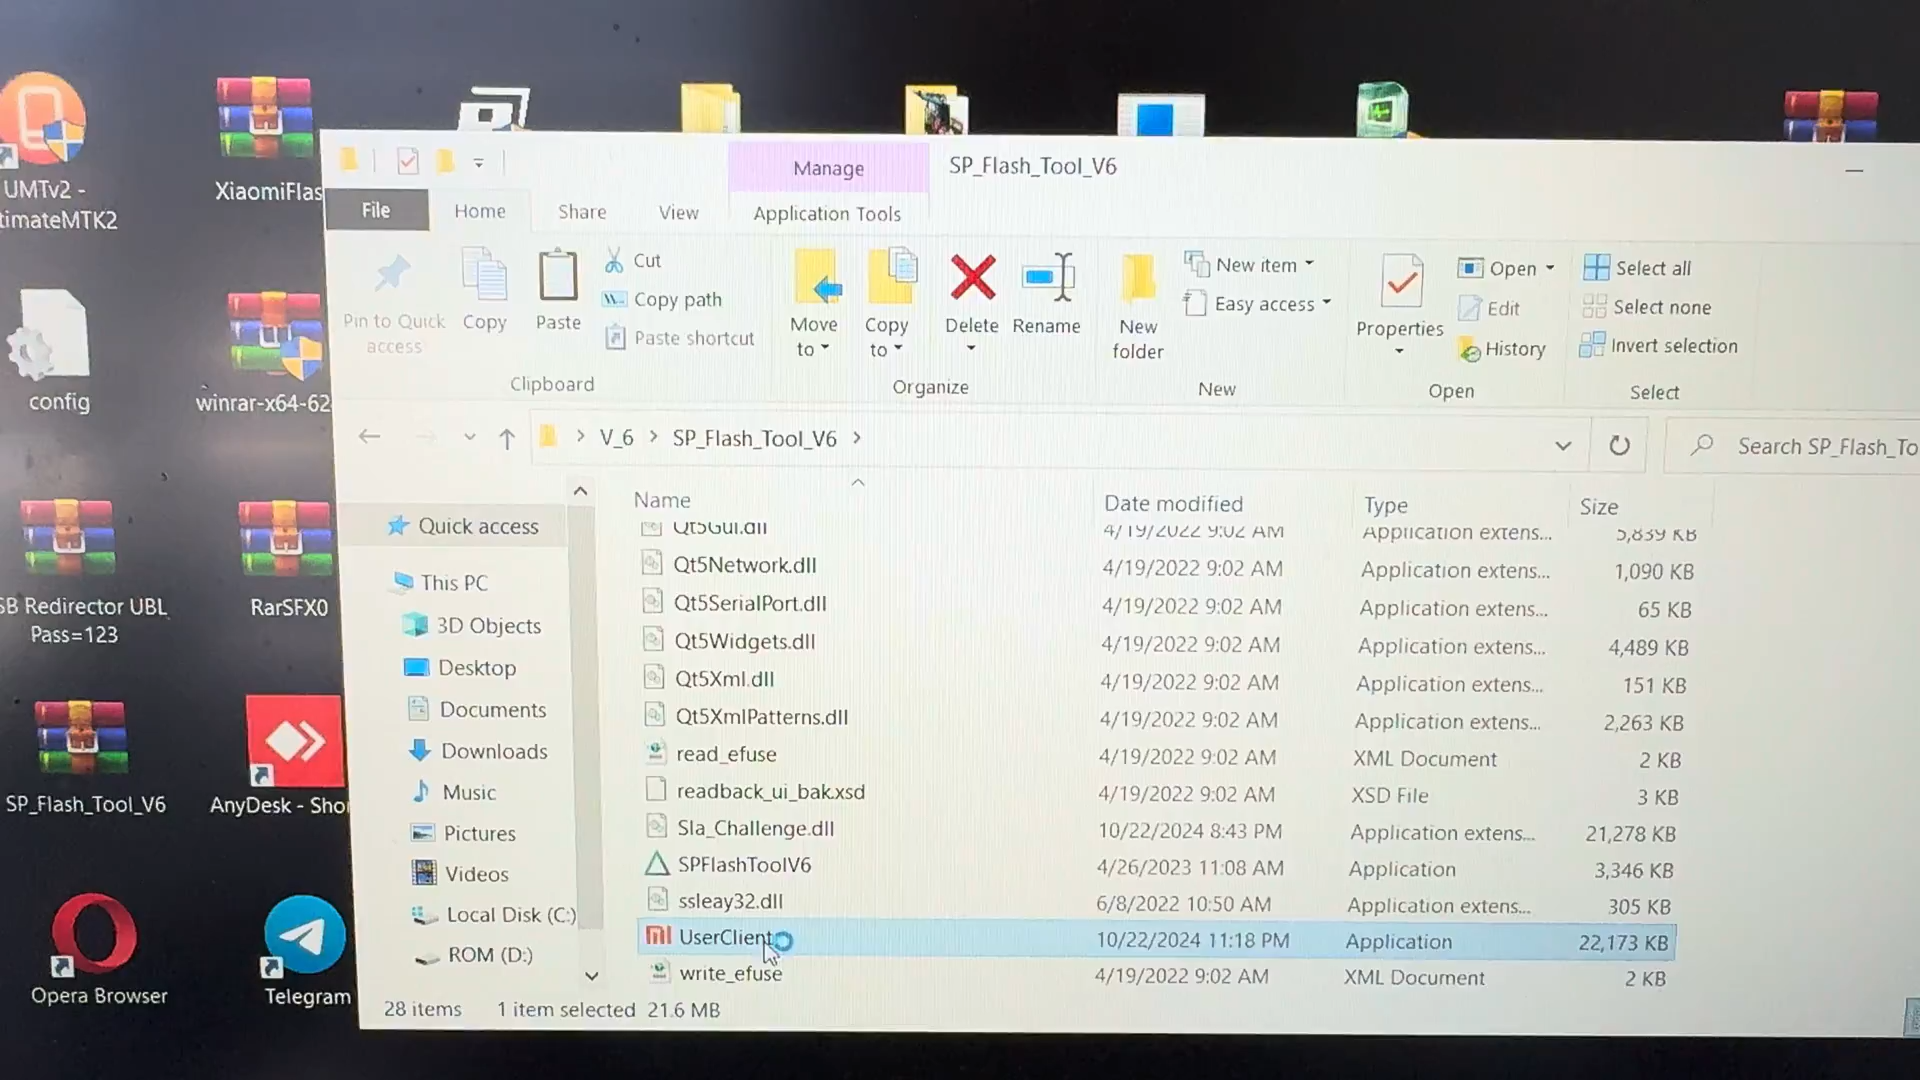 UMTv2 -
timateMTK2
XiaomiFlas
config
winrar-x64-62
SB Redirector UBL
Pass=123
RarSFX0
SP_Flash_Tool_V6
AnyDesk - Shor
Opera Browser
Telegram
Manage
SP_Flash_Tool_V6
File
Home
Share
View
Application Tools
Pin to Quick
access
Copy
Paste
Cut
Copy path
Paste shortcut
Clipboard
Move
to
Copy
to
Delete
Rename
Organize
New
folder
New item
Easy access
New
Properties
Open
Edit
History
Open
Select all
Select none
Invert selection
Select
V_6 > SP_Flash_Tool_V6 >
Search SP_Flash_To
Quick access
This PC
3D Objects
Desktop
Documents
Downloads
Music
Pictures
Videos
Local Disk (C:)
ROM (D:)
Name Date modified Type Size
Qt5Gui.dll 4/19/2022 9:02 AM Application extens... 5,839 KB
Qt5Network.dll 4/19/2022 9:02 AM Application extens... 1,090 KB
Qt5SerialPort.dll 4/19/2022 9:02 AM Application extens... 65 KB
Qt5Widgets.dll 4/19/2022 9:02 AM Application extens... 4,489 KB
Qt5Xml.dll 4/19/2022 9:02 AM Application extens... 151 KB
Qt5XmlPatterns.dll 4/19/2022 9:02 AM Application extens... 2,263 KB
read_efuse 4/19/2022 9:02 AM XML Document 2 KB
readback_ui_bak.xsd 4/19/2022 9:02 AM XSD File 3 KB
Sla_Challenge.dll 10/22/2024 8:43 PM Application extens... 21,278 KB
SPFlashToolV6 4/26/2023 11:08 AM Application 3,346 KB
ssleay32.dll 6/8/2022 10:50 AM Application extens... 305 KB
UserClient 10/22/2024 11:18 PM Application 22,173 KB
write_efuse 4/19/2022 9:02 AM XML Document 2 KB
28 items 1 item selected 21.6 MB